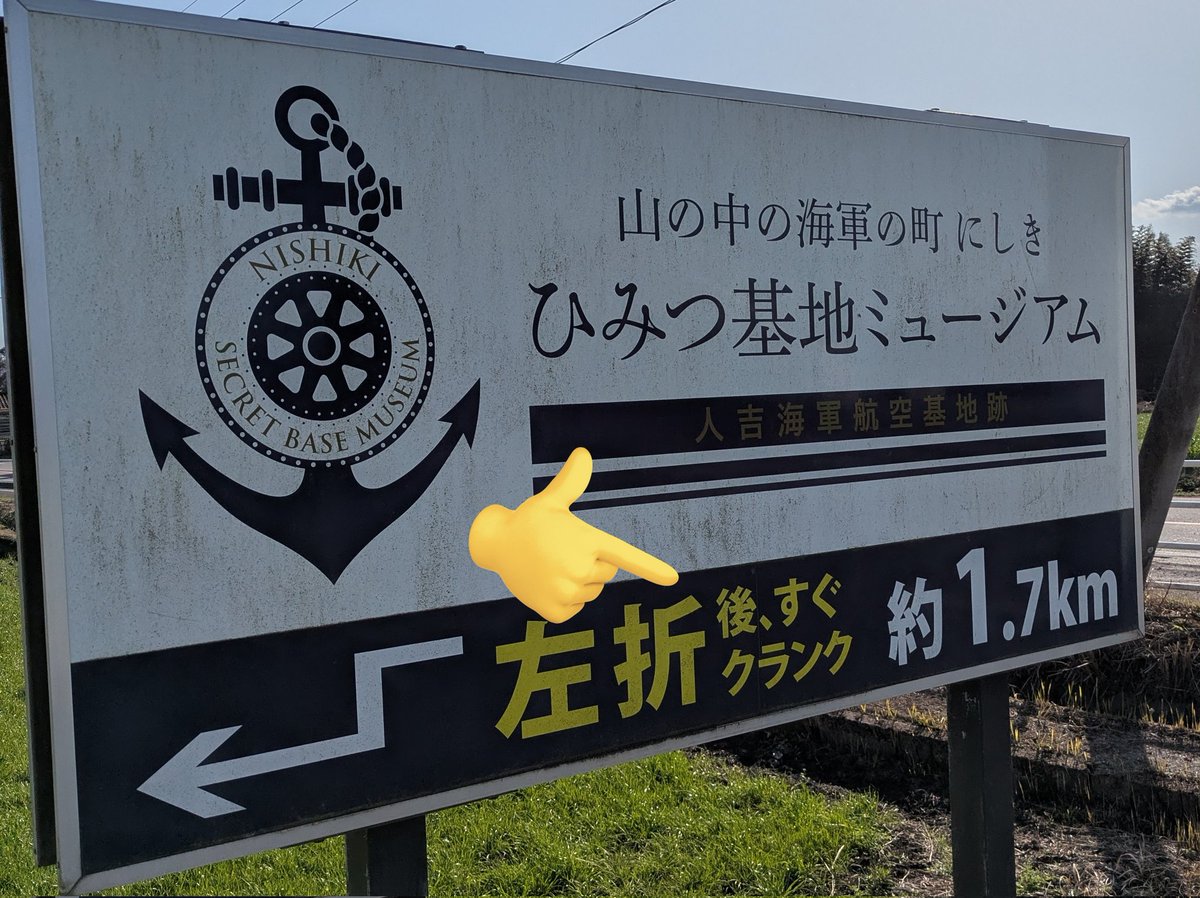 NISHIKI
SECRET BASE MUSEUM
山の中の海軍の町 にしき
ひみつ基地ミュージアム
人吉海軍航空基地跡
左折後、すぐ
クランク
約1.7km